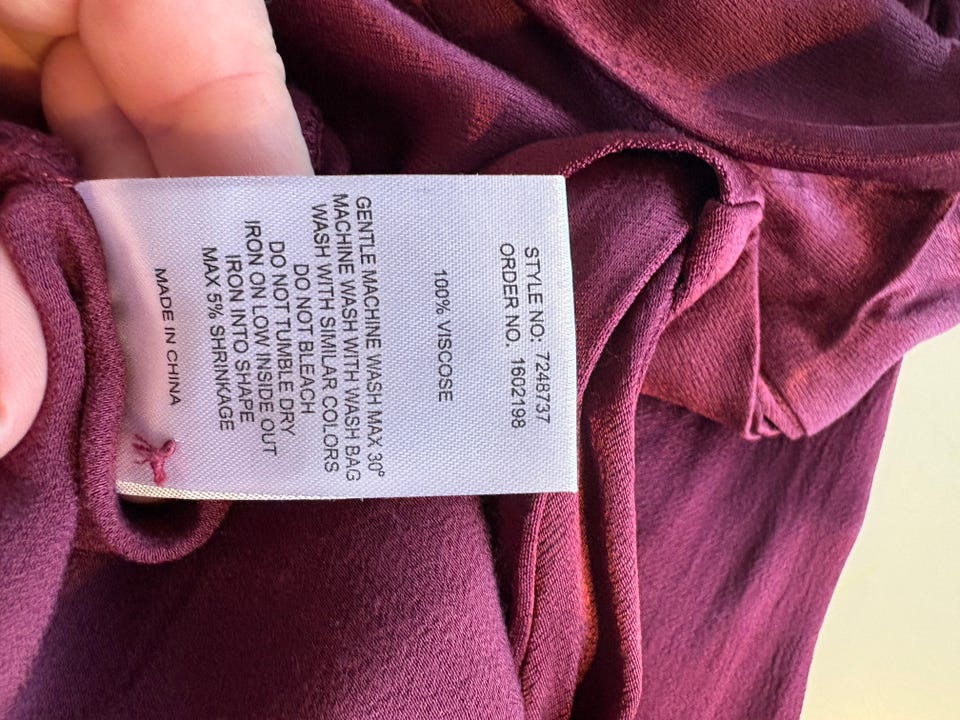 STYLE NO: 7248737
ORDER NO. 1602198
100% VISCOSE
GENTLE MACHINE WASH MAX 30°
MACHINE WASH WITH WASH BAG
WASH WITH SIMILAR COLORS
DO NOT BLEACH
DO NOT TUMBLE DRY
IRON ON LOW INSIDE OUT
IRON INTO SHAPE
MAX 5% SHRINKAGE
MADE IN CHINA